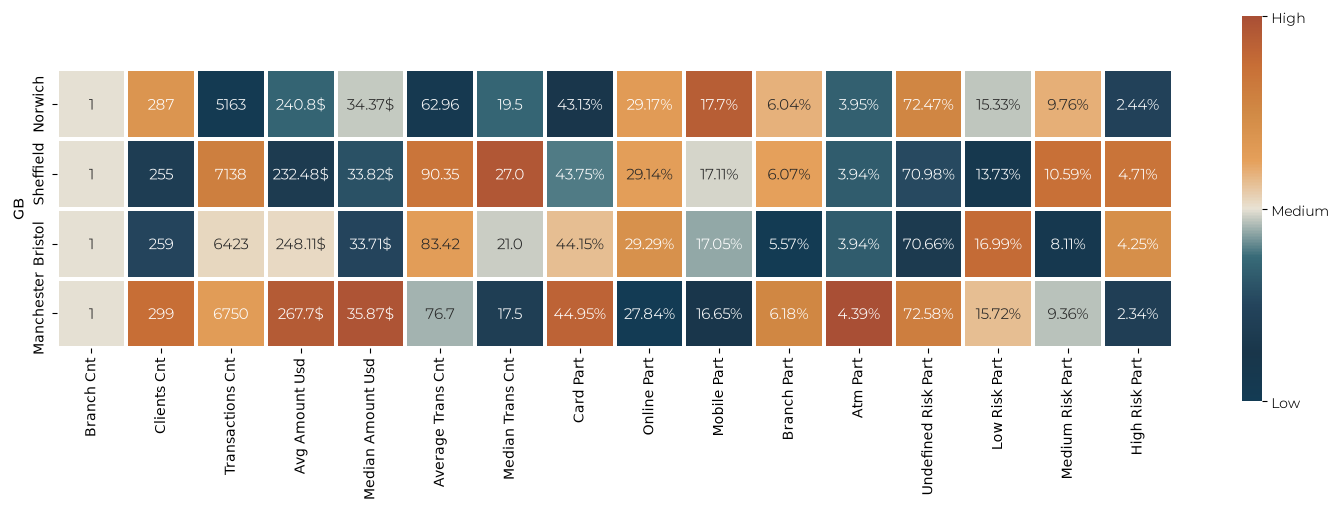 High
Medium
Low
GB
Norwich 1 287 5163 240.8$ 34.37$ 62.96 19.5 43.13% 29.17% 17.7% 6.04% 3.95% 72.47% 15.33% 9.76% 2.44%
Sheffield 1 255 7138 232.48$ 33.82$ 90.35 27.0 43.75% 29.14% 17.11% 6.07% 3.94% 70.98% 13.73% 10.59% 4.71%
Bristol 1 259 6423 248.11$ 33.71$ 83.42 21.0 44.15% 29.29% 17.05% 5.57% 3.94% 70.66% 16.99% 8.11% 4.25%
Manchester 1 299 6750 267.7$ 35.87$ 76.7 17.5 44.95% 27.84% 16.65% 6.18% 4.39% 72.58% 15.72% 9.36% 2.34%
Branch Cnt
Clients Cnt
Transactions Cnt
Avg Amount Usd
Median Amount Usd
Average Trans Cnt
Median Trans Cnt
Card Part
Online Part
Mobile Part
Branch Part
Atm Part
Undefined Risk Part
Low Risk Part
Medium Risk Part
High Risk Part